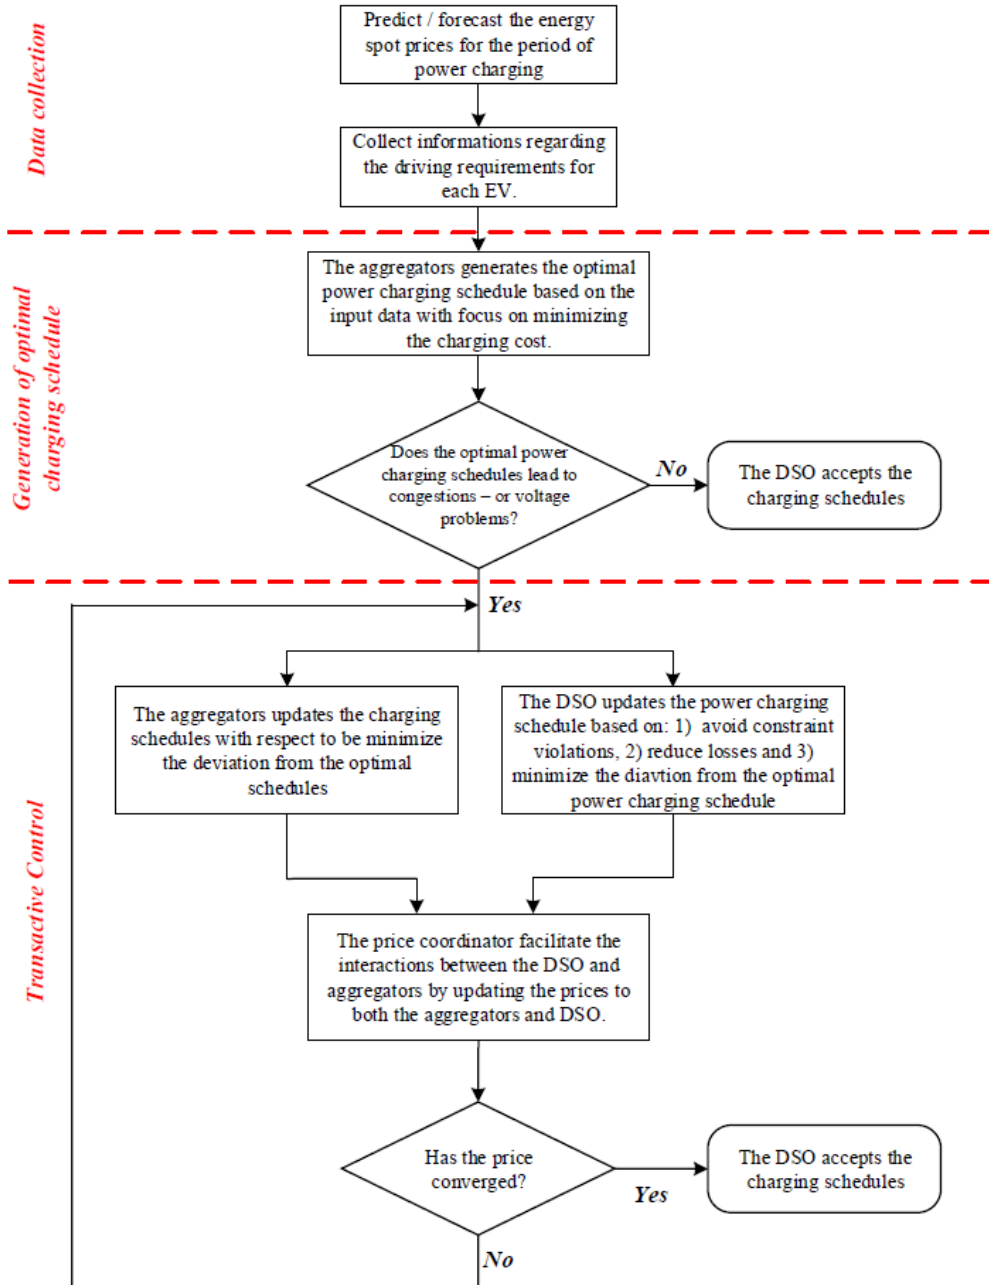 Data collection
Predict / forecast the energy
spot prices for the period of
power charging
Collect informations regarding
the driving requirements for
each EV.
Generation of optimal
charging schedule
The aggregators generates the optimal
power charging schedule based on the
input data with focus on minimizing
the charging cost.
Does the optimal power
charging schedules lead to
congestions – or voltage
problems?
No
The DSO accepts the
charging schedules
Yes
Transactive Control
The aggregators updates the charging
schedules with respect to be minimize
the deviation from the optimal
schedules
The DSO updates the power charging
schedule based on: 1) avoid constraint
violations, 2) reduce losses and 3)
minimize the diavtion from the optimal
power charging schedule
The price coordinator facilitate the
interactions between the DSO and
aggregators by updating the prices to
both the aggregators and DSO.
Has the price
converged?
Yes
The DSO accepts the
charging schedules
No